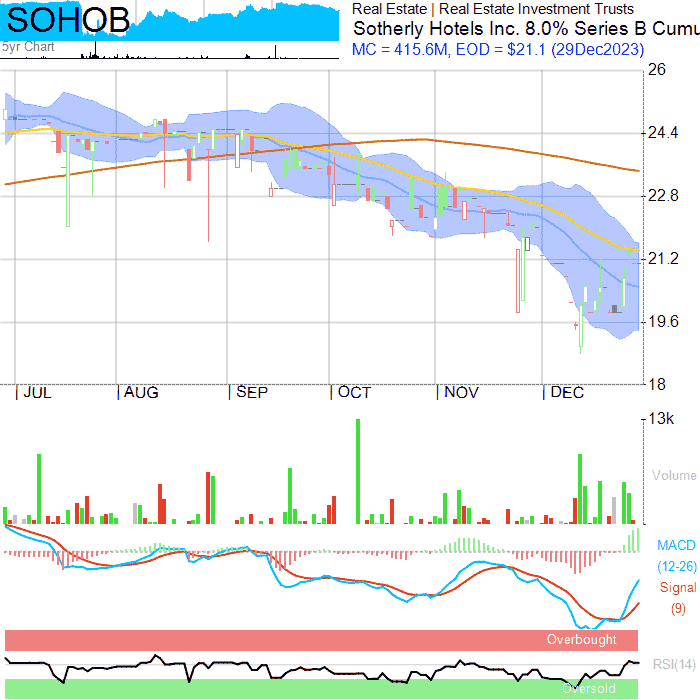 SOHOB
5yr Chart
Real Estate | Real Estate Investment Trusts
Sotherly Hotels Inc. 8.0% Series B Cumu
MC = 415.6M, EOD = $21.1 (29Dec2023)
26
24.4
22.8
21.2
19.6
18
| JUL | AUG | SEP | OCT | NOV | DEC
13k
Volume
MACD
(12-26)
Signal
(9)
Overbought
RSI(14)
Oversold